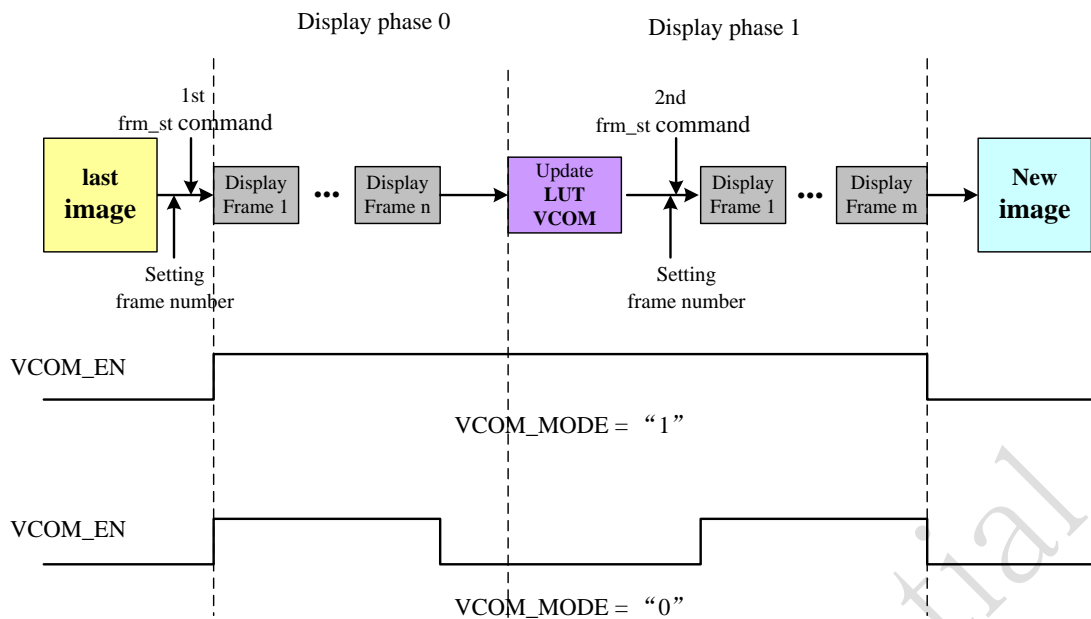 Display phase 0
Display phase 1
1st
frm_st command
2nd
frm_st command
last
image
Display
Frame 1
•••
Display
Frame n
Update
LUT
VCOM
Display
Frame 1
•••
Display
Frame m
New
image
Setting
frame number
Setting
frame number
VCOM_EN
VCOM_MODE = “1”
VCOM_EN
VCOM_MODE = “0”
tial